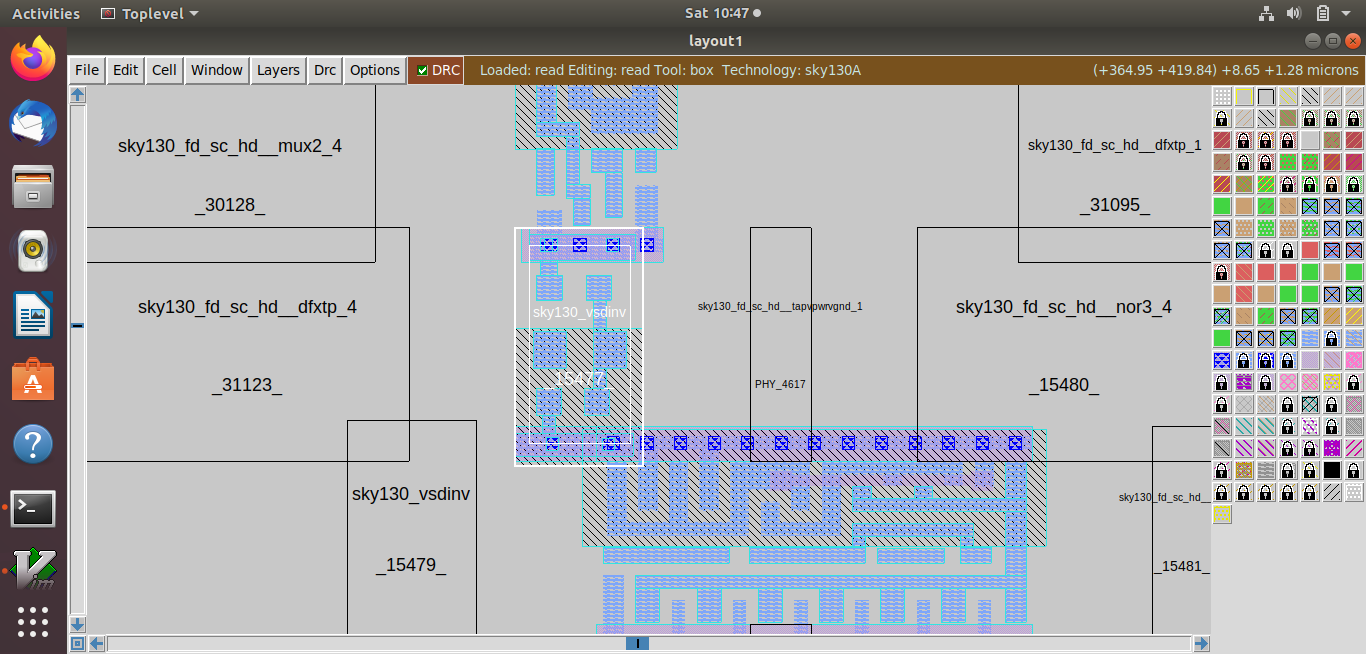 Activities
Toplevel
Sat 10:47
layout1
File Edit Cell Window Layers Drc Options DRC Loaded: read Editing: read Tool: box Technology: sky130A (+364.95 +419.84) +8.65 +1.28 microns
sky130_fd_sc_hd__mux2_4
sky130_fd_sc_hd__dfxtp_1
_30128_
_31095_
sky130_fd_sc_hd__dfxtp_4
sky130_vsdinv
sky130_fd_sc_hd__tapvpwrvgnd_1
sky130_fd_sc_hd__nor3_4
_31123_
_15477_
PHY_4617
_15480_
sky130_vsdinv
sky130_fd_sc_hd__
_15479_
_15481_